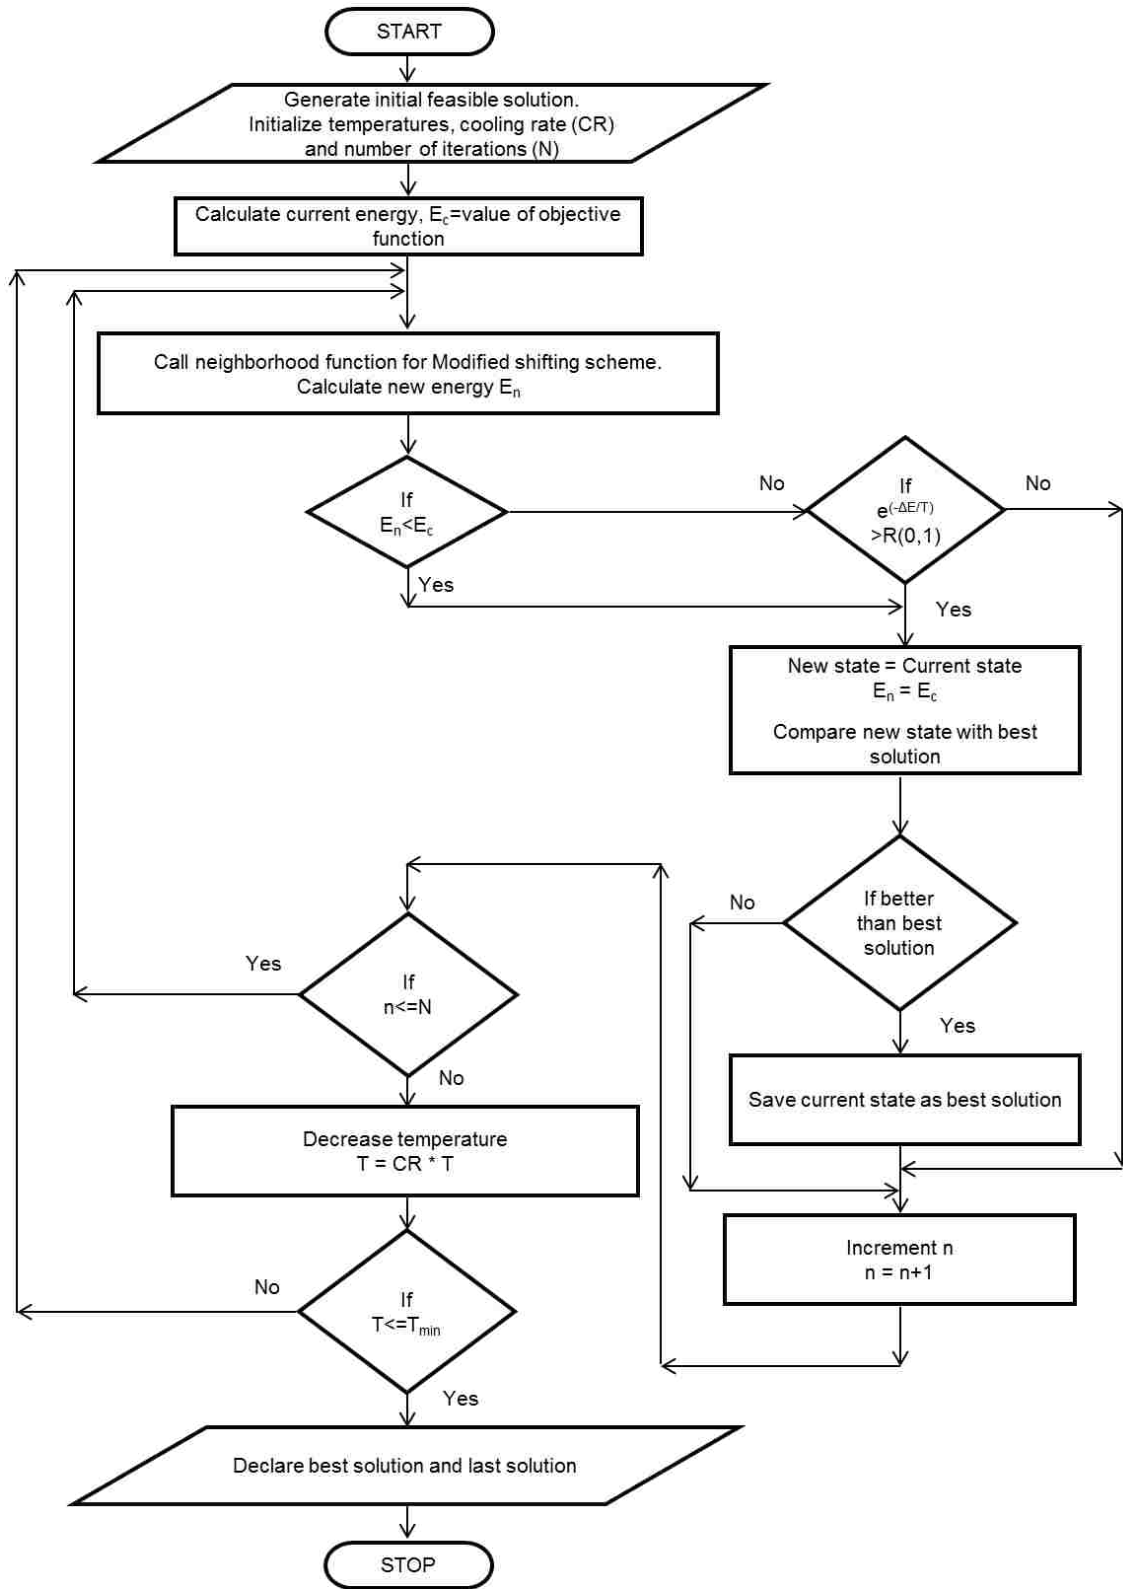 START
Generate initial feasible solution.
Initialize temperatures, cooling rate (CR)
and number of iterations (N)
Calculate current energy, Ec=value of objective
function
Call neighborhood function for Modified shifting scheme.
Calculate new energy En
If
En<Ec
No
If
e(-ΔE/T)
>R(0,1)
No
Yes
Yes
New state = Current state
En = Ec
Compare new state with best
solution
If better
than best
solution
No
Yes
Save current state as best solution
Increment n
n = n+1
Yes
If
n<=N
No
Decrease temperature
T = CR * T
No
If
T<=Tmin
Yes
Declare best solution and last solution
STOP